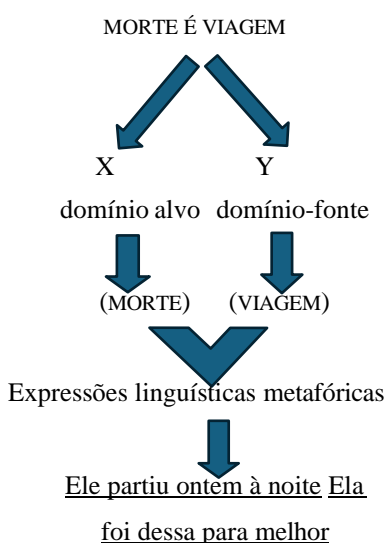 MORTE É VIAGEM
X Y
domínio alvo domínio-fonte
(MORTE) (VIAGEM)
Expressões linguísticas metafóricas
Ele partiu ontem à noite Ela
foi dessa para melhor